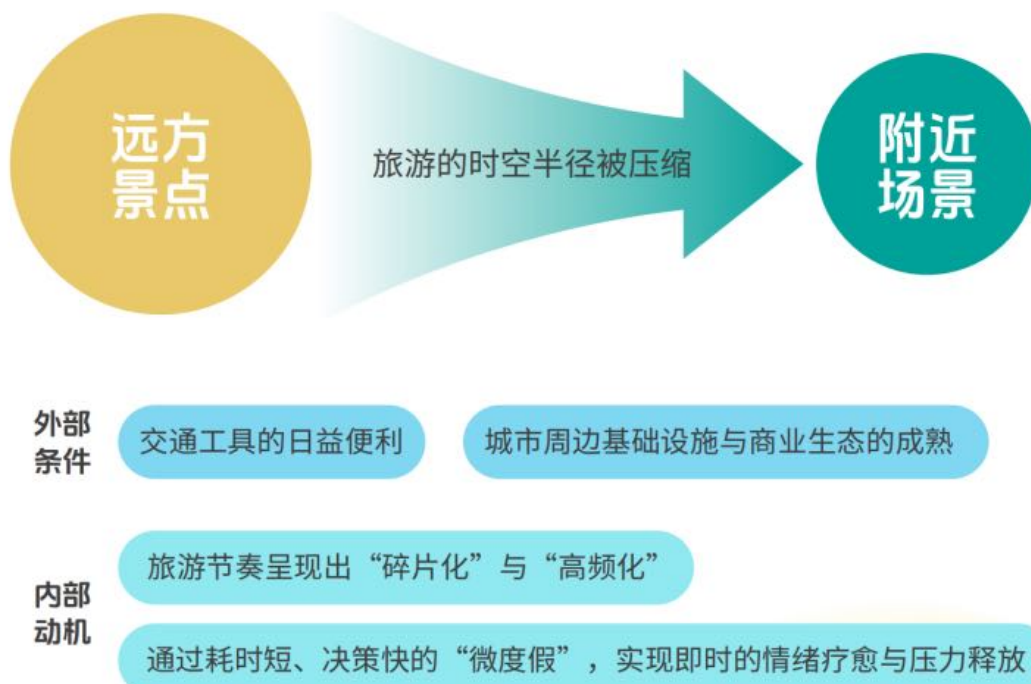 远方
景点
旅游的时空半径被压缩
附近
场景
外部
条件
交通工具的日益便利
城市周边基础设施与商业生态的成熟
内部
动机
旅游节奏呈现出“碎片化”与“高频化”
通过耗时短、决策快的“微度假”，实现即时的情绪疗愈与压力释放